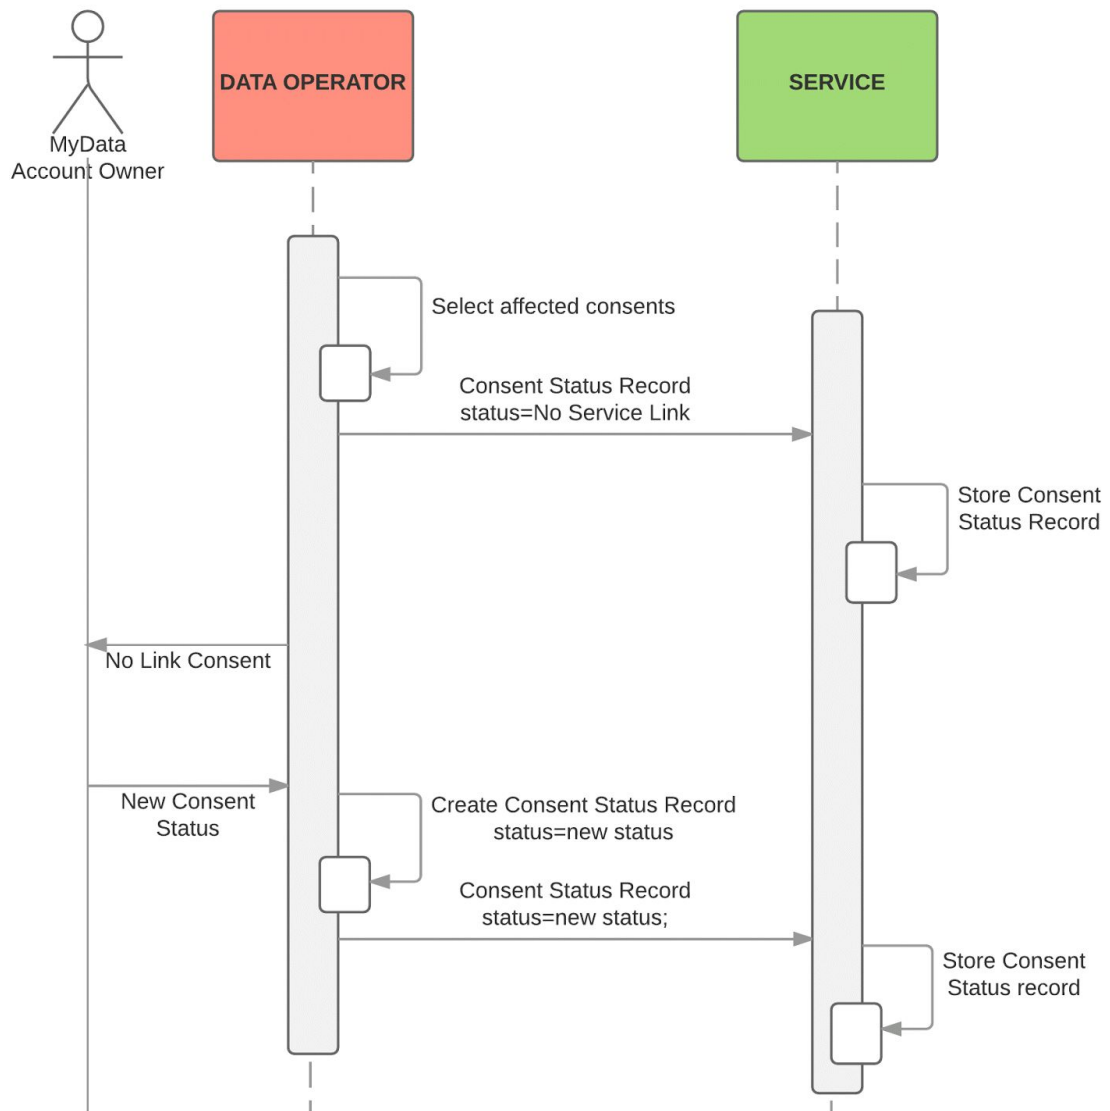 DATA OPERATOR
SERVICE
MyData
Account Owner
Select affected consents
Consent Status Record
status=No Service Link
Store Consent
Status Record
No Link Consent
New Consent
Status
Create Consent Status Record
status=new status
Consent Status Record
status=new status;
Store Consent
Status record